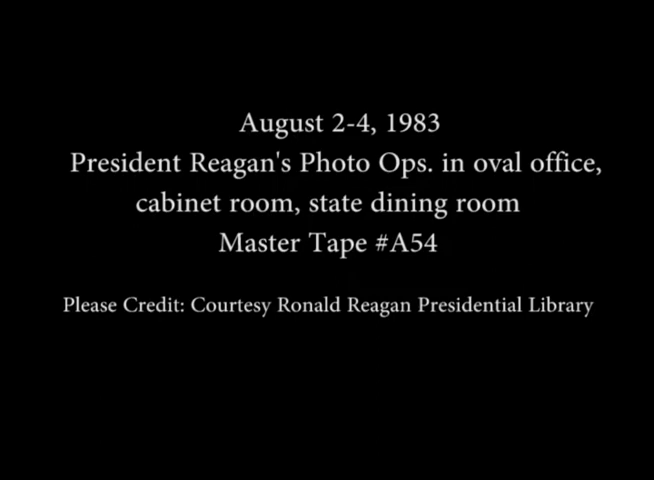 August 2-4, 1983
President Reagan's Photo Ops. in oval office,
cabinet room, state dining room
Master Tape #A54
Please Credit: Courtesy Ronald Reagan Presidential Library